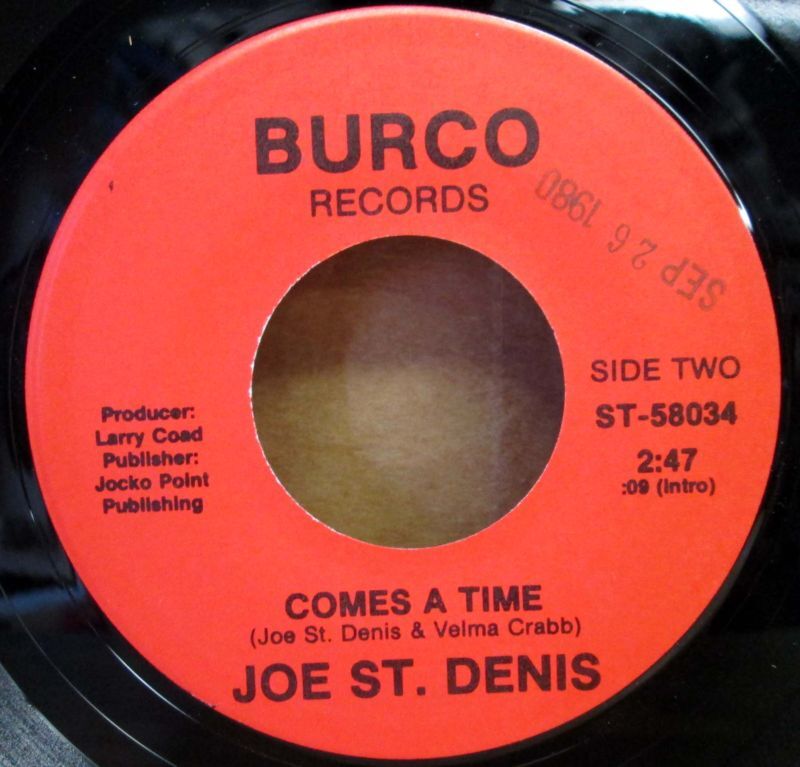 BURCO
RECORDS
SEP 26 1980
SIDE TWO
ST-58034
2:47
:09 (Intro)
Producer:
Larry Coad
Publisher:
Jocko Point
Publishing
COMES A TIME
(Joe St. Denis & Velma Crabb)
JOE ST. DENIS